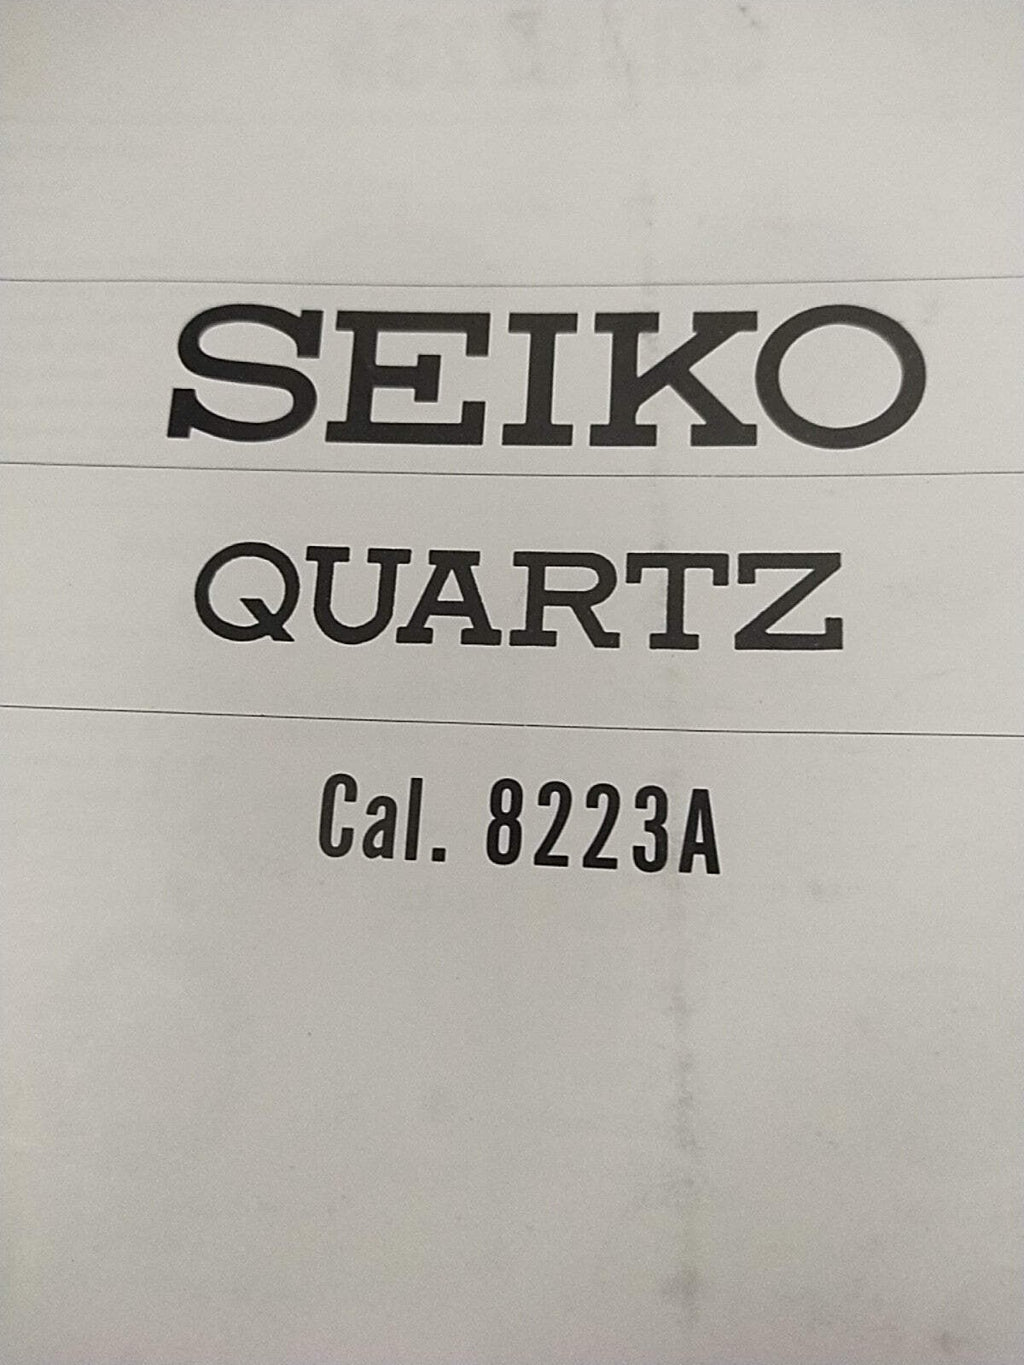 SEIKO
QUARTZ
Cal. 8223A